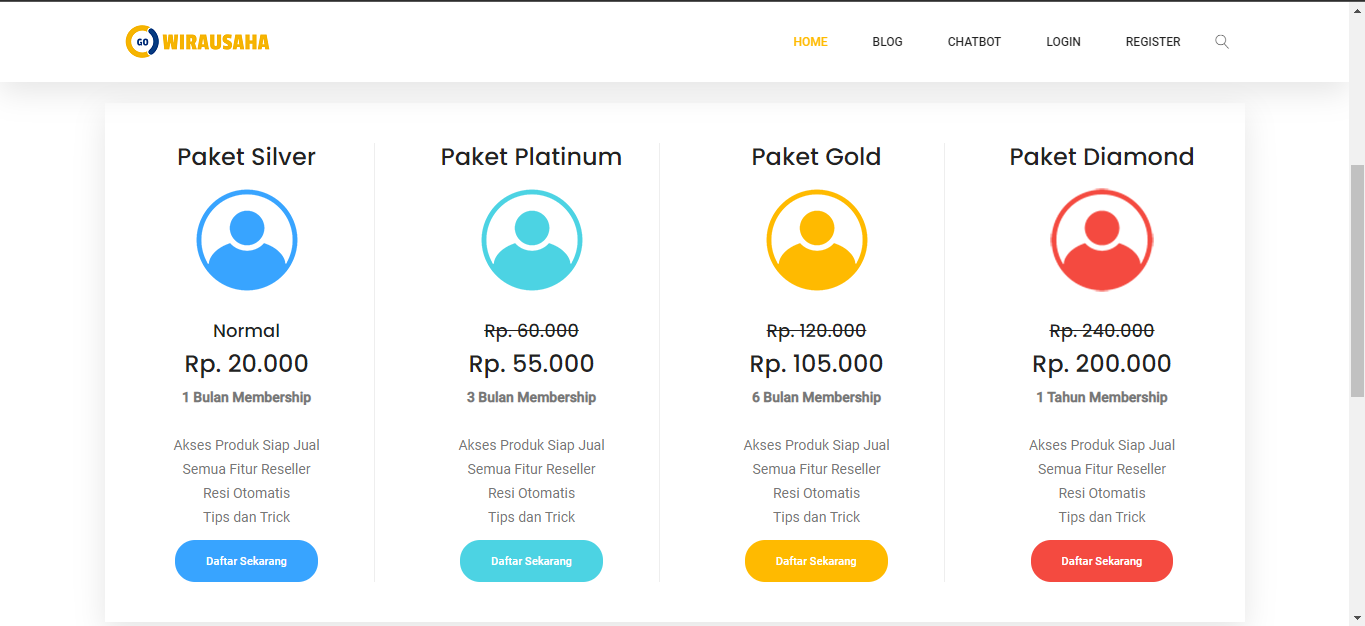 GO WIRAUSAHA
HOME
BLOG
CHATBOT
LOGIN
REGISTER
Paket Silver
Normal
Rp. 20.000
1 Bulan Membership
Akses Produk Siap Jual
Semua Fitur Reseller
Resi Otomatis
Tips dan Trick
Daftar Sekarang
Paket Platinum
Rp. 60.000
Rp. 55.000
3 Bulan Membership
Akses Produk Siap Jual
Semua Fitur Reseller
Resi Otomatis
Tips dan Trick
Daftar Sekarang
Paket Gold
Rp. 120.000
Rp. 105.000
6 Bulan Membership
Akses Produk Siap Jual
Semua Fitur Reseller
Resi Otomatis
Tips dan Trick
Daftar Sekarang
Paket Diamond
Rp. 240.000
Rp. 200.000
1 Tahun Membership
Akses Produk Siap Jual
Semua Fitur Reseller
Resi Otomatis
Tips dan Trick
Daftar Sekarang